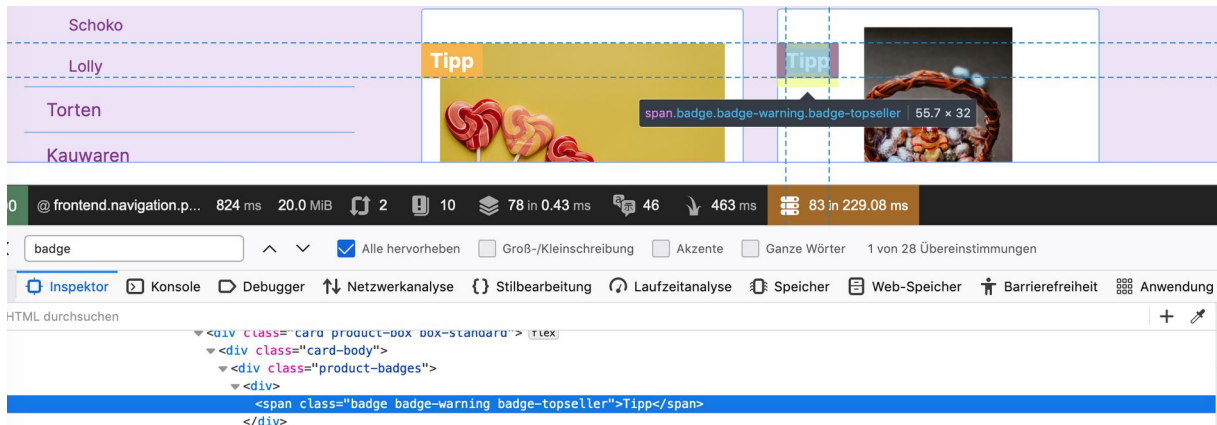 Schoko
Lolly
Torten
Kauwaren
Tipp
Tipp
span.badge.badge-warning.badge-topseller 55.7 × 32
0 @ frontend.navigation.p... 824 ms 20.0 MiB 2 10 78 in 0.43 ms 46 463 ms 83 in 229.08 ms
badge Alle hervorheben Groß-/Kleinschreibung Akzente Ganze Wörter 1 von 28 Übereinstimmungen
Inspektor Konsole Debugger Netzwerkanalyse Stilbearbeitung Laufzeitanalyse Speicher Web-Speicher Barrierefreiheit Anwendung
HTML durchsuchen
<div class="card product-box box-standard"> flex
<div class="card-body">
<div class="product-badges">
<div>
<span class="badge badge-warning badge-topseller">Tipp</span>
</div>